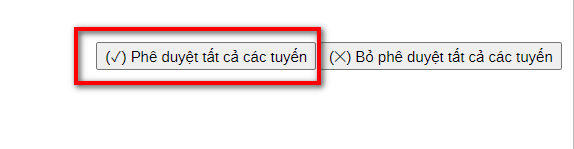 (✓) Phê duyệt tất cả các tuyến (✕) Bỏ phê duyệt tất cả các tuyến